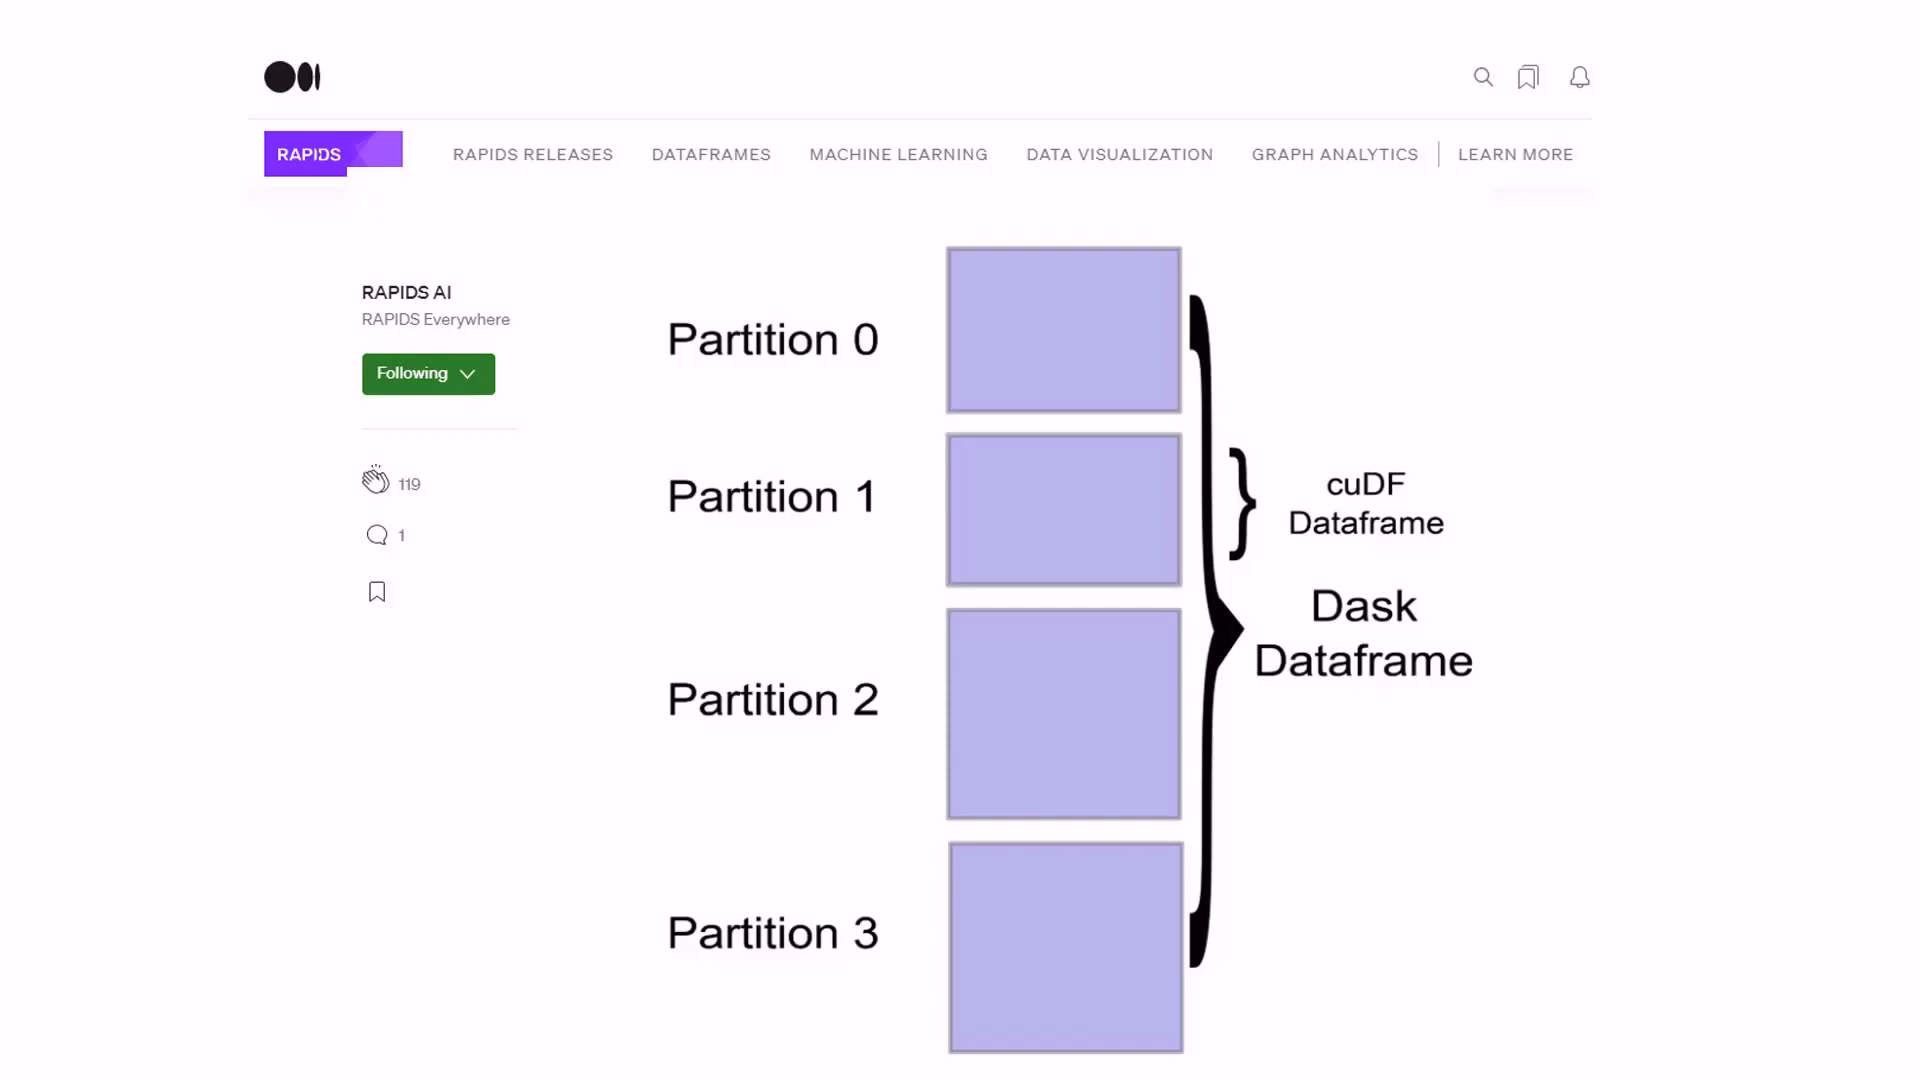 RAPIDS
RAPIDS RELEASES
DATAFRAMES
MACHINE LEARNING
DATA VISUALIZATION
GRAPH ANALYTICS
LEARN MORE
RAPIDS AI
RAPIDS Everywhere
Following
119
1
Partition 0
Partition 1
Partition 2
Partition 3
cuDF
Dataframe
Dask
Dataframe